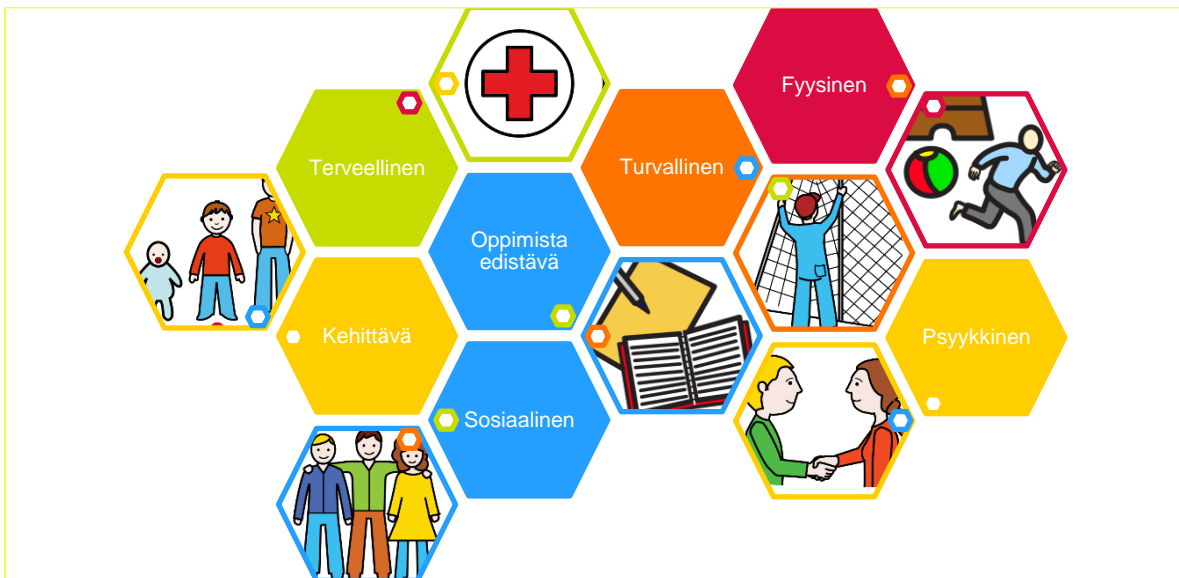 Fyysinen
Terveellinen
Turvallinen
Oppimista
edistävä
Kehittävä
Psyykkinen
Sosiaalinen